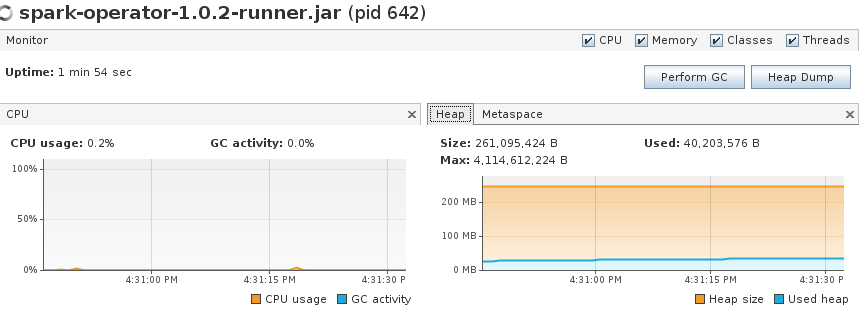 spark-operator-1.0.2-runner.jar (pid 642)
Monitor
CPU Memory Classes Threads
Uptime: 1 min 54 sec
Perform GC Heap Dump
CPU
Heap Metaspace
CPU usage: 0.2% GC activity: 0.0%
Size: 261,095,424 B Used: 40,203,576 B
Max: 4,114,612,224 B
100%
50%
0%
4:31:00 PM 4:31:15 PM 4:31:30 P
CPU usage GC activity
200 MB
100 MB
0 MB
4:31:00 PM 4:31:15 PM 4:31:30 P
Heap size Used heap